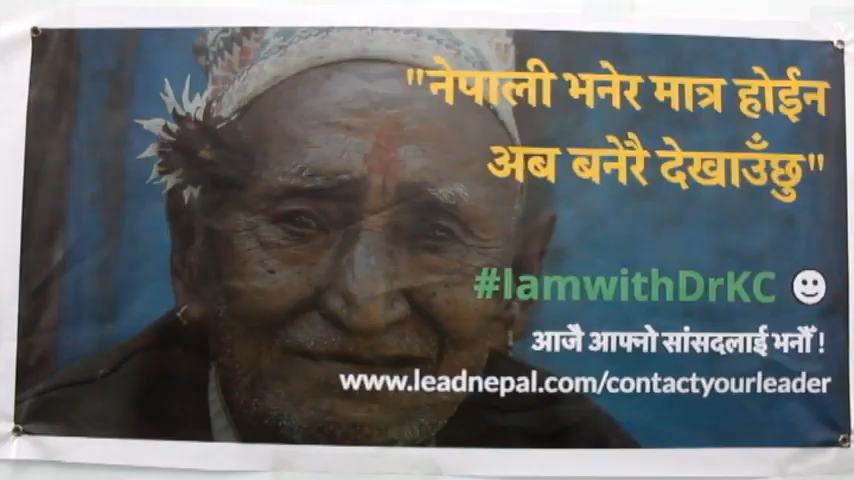 "नेपाली भनेर मात्र होईन
अब बनेरै देखाउँछु"
#IamwithDrKC
आजै आफ्नो सांसदलाई भनौँ !
www.leadnepal.com/contactyourleader